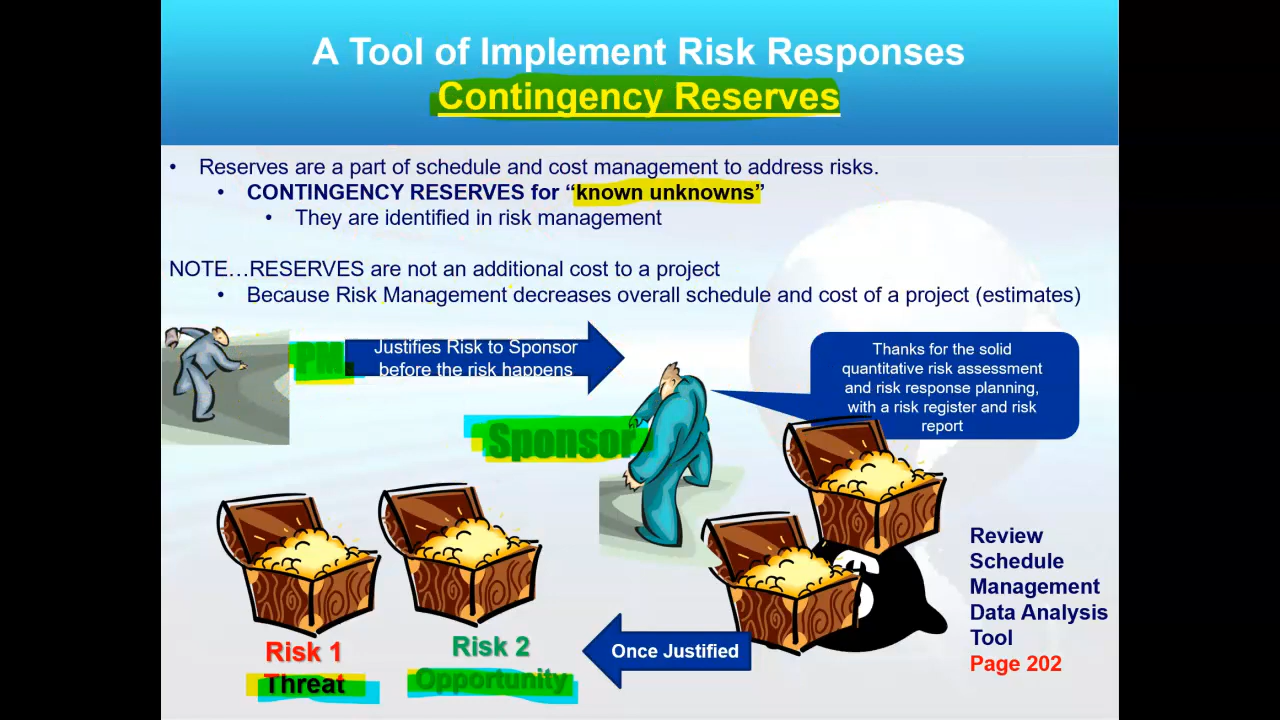 A Tool of Implement Risk Responses
Contingency Reserves
• Reserves are a part of schedule and cost management to address risks.
• CONTINGENCY RESERVES for “known unknowns”
• They are identified in risk management
NOTE…RESERVES are not an additional cost to a project
• Because Risk Management decreases overall schedule and cost of a project (estimates)
PM
Justifies Risk to Sponsor
before the risk happens
Thanks for the solid
quantitative risk assessment
and risk response planning,
with a risk register and risk
report
Sponsor
Review
Schedule
Management
Data Analysis
Tool
Page 202
Once Justified
Risk 1
Threat
Risk 2
Opportunity